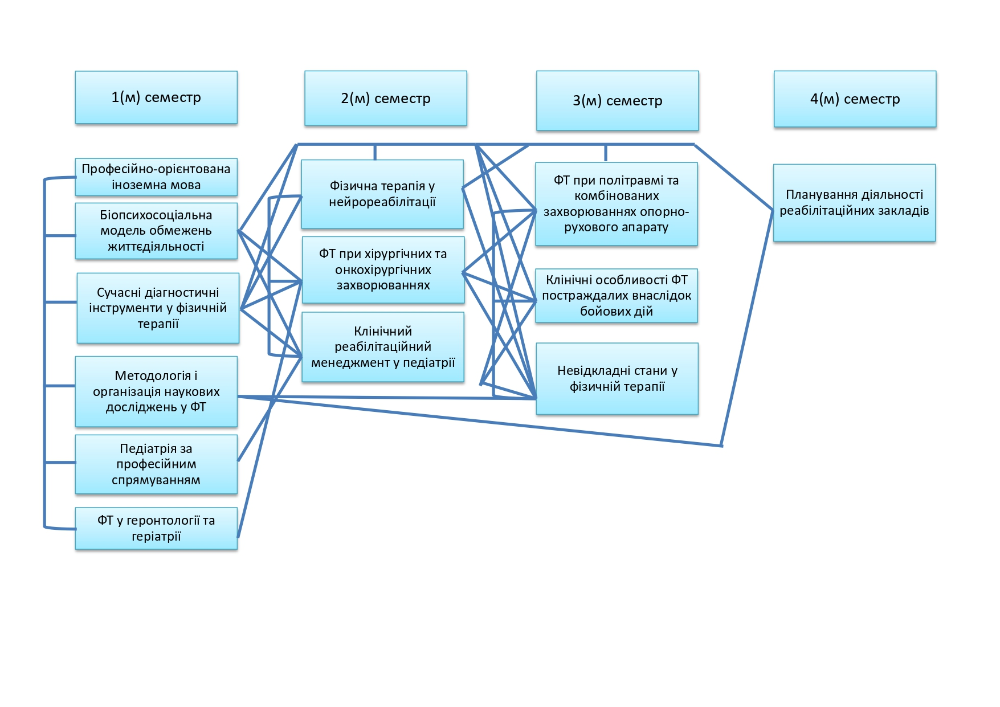 1(м) семестр
2(м) семестр
3(м) семестр
4(м) семестр
Професійно-орієнтована
іноземна мова
Біопсихосоціальна
модель обмежень
життєдіяльності
Сучасні діагностичні
інструменти у фізичній
терапії
Методологія і
організація наукових
досліджень у ФТ
Педіатрія за
професійним
спрямуванням
ФТ у геронтології та
геріатрії
Фізична терапія у
нейрореабілітації
ФТ при хірургічних та
онкохірургічних
захворюваннях
Клінічний
реабілітаційний
менеджмент у педіатрії
ФТ при політравмі та
комбінованих
захворюваннях опорно-
рухового апарату
Клінічні особливості ФТ
постраждалих внаслідок
бойових дій
Невідкладні стани у
фізичній терапії
Планування діяльності
реабілітаційних закладів